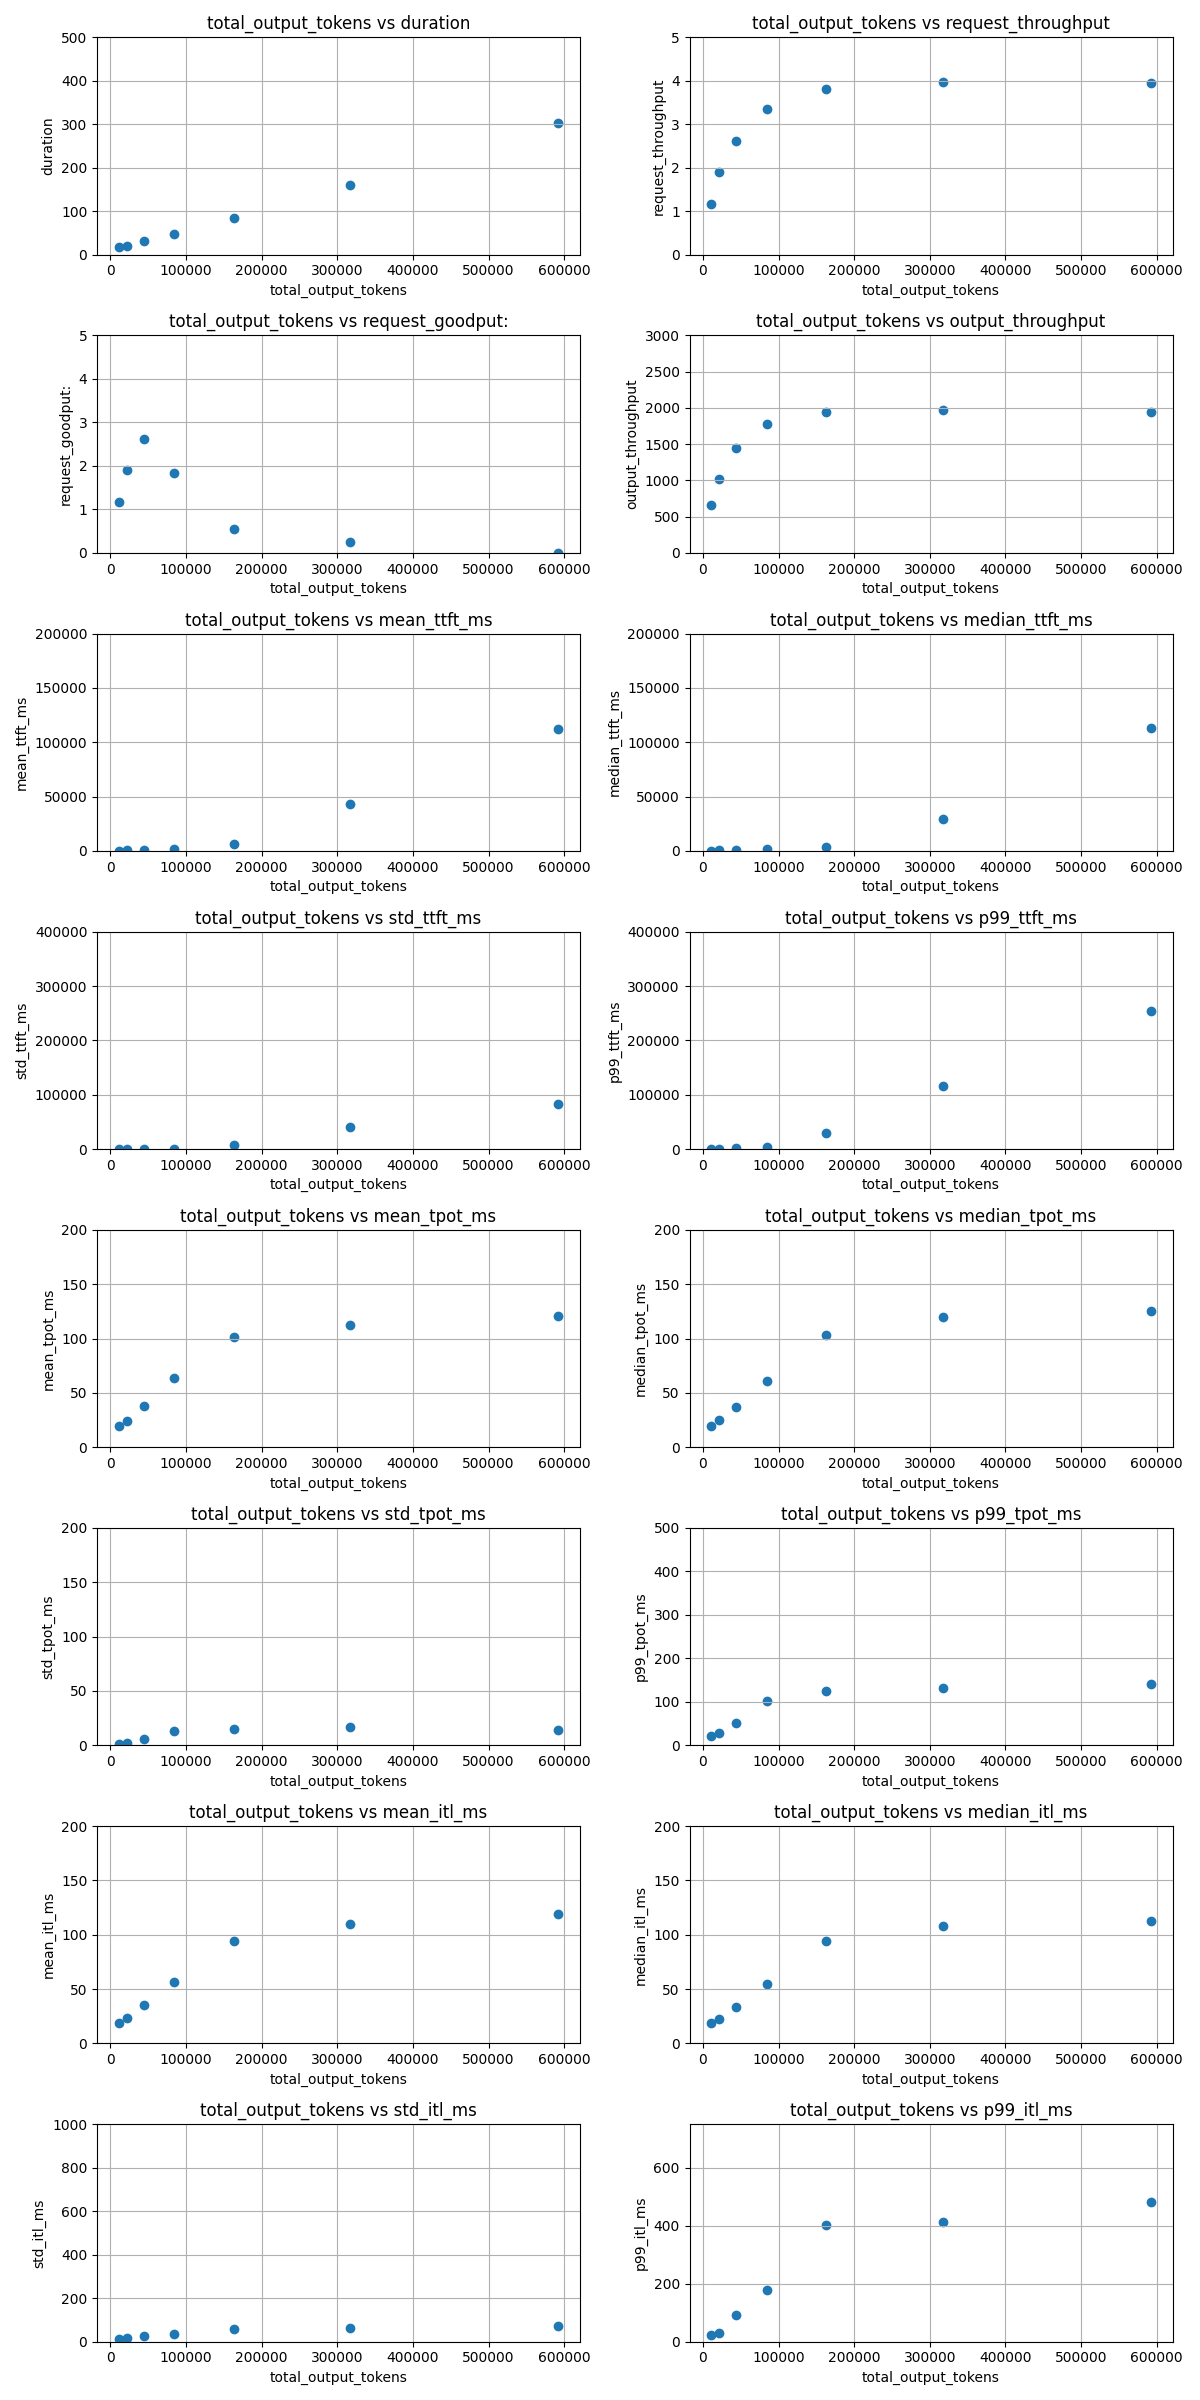 total_output_tokens vs duration
500
400
300
200
100
0
duration
0 100000 200000 300000 400000 500000 600000
total_output_tokens
total_output_tokens vs request_throughput
5
4
3
2
1
0
request_throughput
0 100000 200000 300000 400000 500000 600000
total_output_tokens
total_output_tokens vs request_goodput:
5
4
3
2
1
0
request_goodput:
0 100000 200000 300000 400000 500000 600000
total_output_tokens
total_output_tokens vs output_throughput
3000
2500
2000
1500
1000
500
0
output_throughput
0 100000 200000 300000 400000 500000 600000
total_output_tokens
total_output_tokens vs mean_ttft_ms
200000
150000
100000
50000
0
mean_ttft_ms
0 100000 200000 300000 400000 500000 600000
total_output_tokens
total_output_tokens vs median_ttft_ms
200000
150000
100000
50000
0
median_ttft_ms
0 100000 200000 300000 400000 500000 600000
total_output_tokens
total_output_tokens vs std_ttft_ms
400000
300000
200000
100000
0
std_ttft_ms
0 100000 200000 300000 400000 500000 600000
total_output_tokens
total_output_tokens vs p99_ttft_ms
400000
300000
200000
100000
0
p99_ttft_ms
0 100000 200000 300000 400000 500000 600000
total_output_tokens
total_output_tokens vs mean_tpot_ms
200
150
100
50
0
mean_tpot_ms
0 100000 200000 300000 400000 500000 600000
total_output_tokens
total_output_tokens vs median_tpot_ms
200
150
100
50
0
median_tpot_ms
0 100000 200000 300000 400000 500000 600000
total_output_tokens
total_output_tokens vs std_tpot_ms
200
150
100
50
0
std_tpot_ms
0 100000 200000 300000 400000 500000 600000
total_output_tokens
total_output_tokens vs p99_tpot_ms
500
400
300
200
100
0
p99_tpot_ms
0 100000 200000 300000 400000 500000 600000
total_output_tokens
total_output_tokens vs mean_itl_ms
200
150
100
50
0
mean_itl_ms
0 100000 200000 300000 400000 500000 600000
total_output_tokens
total_output_tokens vs median_itl_ms
200
150
100
50
0
median_itl_ms
0 100000 200000 300000 400000 500000 600000
total_output_tokens
total_output_tokens vs std_itl_ms
1000
800
600
400
200
0
std_itl_ms
0 100000 200000 300000 400000 500000 600000
total_output_tokens
total_output_tokens vs p99_itl_ms
600
400
200
0
p99_itl_ms
0 100000 200000 300000 400000 500000 600000
total_output_tokens